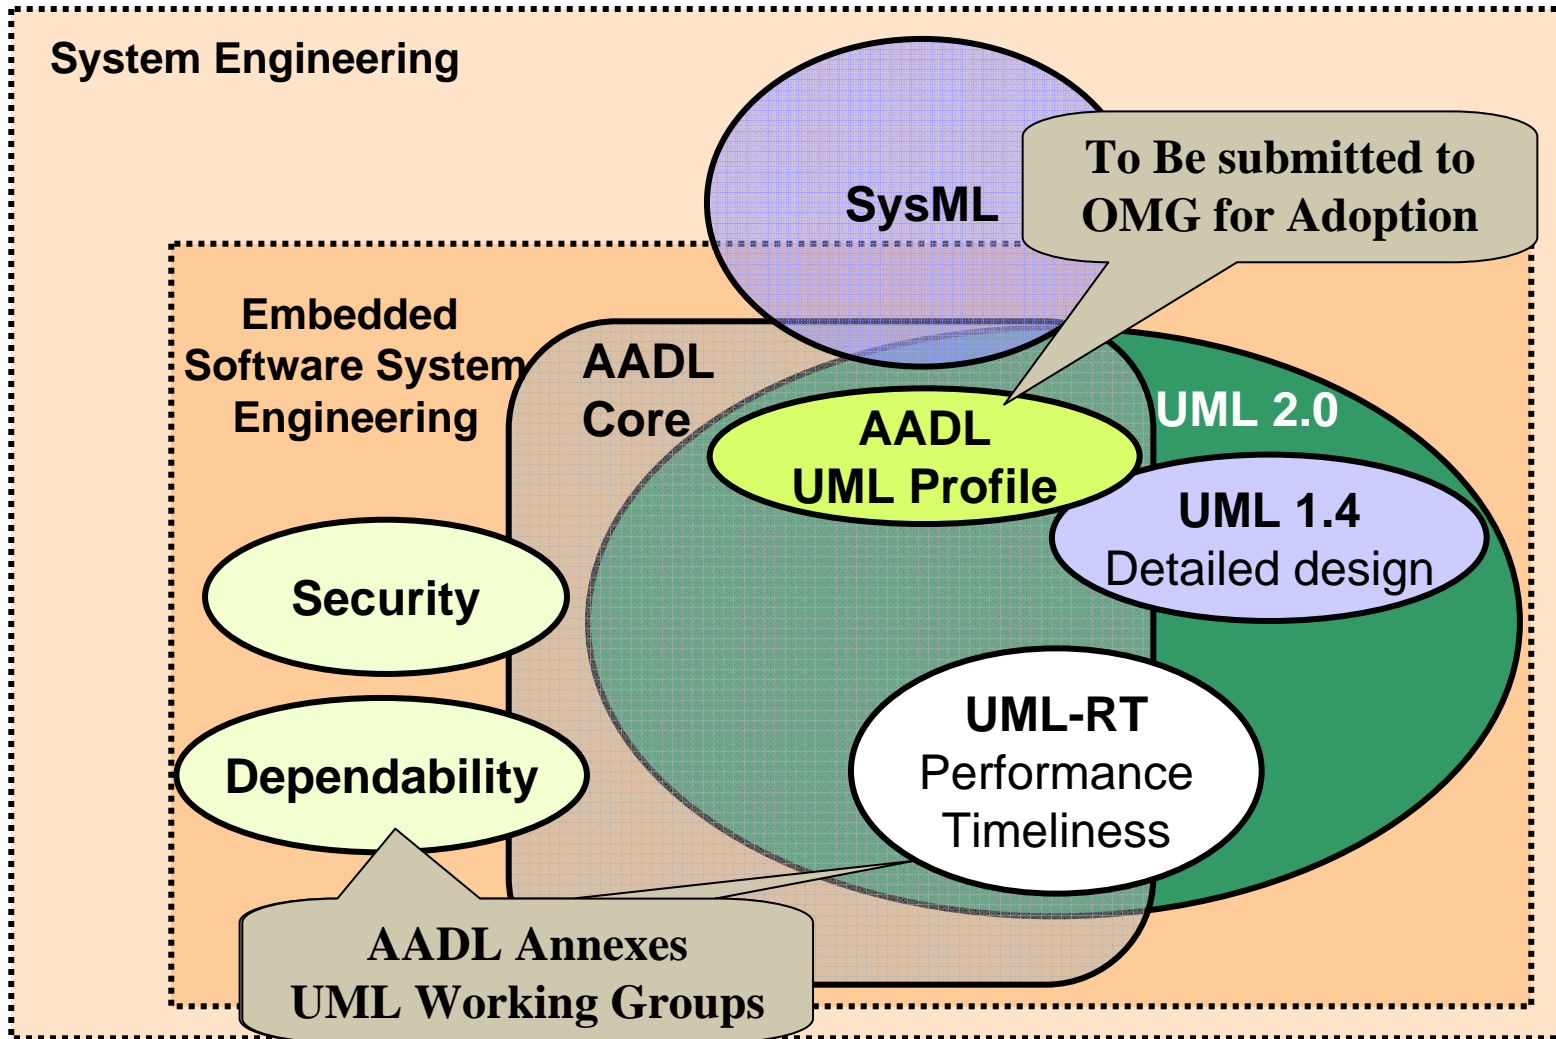 System Engineering
SysML
To Be submitted to
OMG for Adoption
Embedded
Software System
Engineering
AADL
Core
AADL
UML Profile
UML 2.0
UML 1.4
Detailed design
Security
Dependability
UML-RT
Performance
Timeliness
AADL Annexes
UML Working Groups